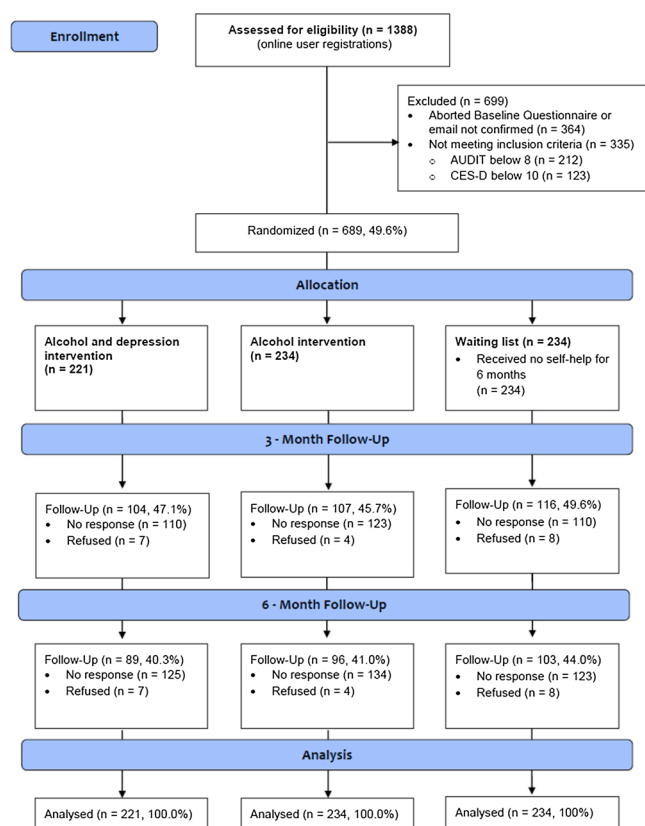 Enrollment
Assessed for eligibility (n = 1388)
(online user registrations)
Excluded (n = 699)
• Aborted Baseline Questionnaire or
email not confirmed (n = 364)
• Not meeting inclusion criteria (n = 335)
o AUDIT below 8 (n = 212)
o CES-D below 10 (n = 123)
Randomized (n = 689, 49.6%)
Allocation
Alcohol and depression
intervention
(n = 221)
Alcohol intervention
(n = 234)
Waiting list (n = 234)
• Received no self-help for
6 months
(n = 234)
3 - Month Follow-Up
Follow-Up (n = 104, 47.1%)
• No response (n = 110)
• Refused (n = 7)
Follow-Up (n = 107, 45.7%)
• No response (n = 123)
• Refused (n = 4)
Follow-Up (n = 116, 49.6%)
• No response (n = 110)
• Refused (n = 8)
6 - Month Follow-Up
Follow-Up (n = 89, 40.3%)
• No response (n = 125)
• Refused (n = 7)
Follow-Up (n = 96, 41.0%)
• No response (n = 134)
• Refused (n = 4)
Follow-Up (n = 103, 44.0%)
• No response (n = 123)
• Refused (n = 8)
Analysis
Analysed (n = 221, 100.0%)
Analysed (n = 234, 100.0%)
Analysed (n = 234, 100%)